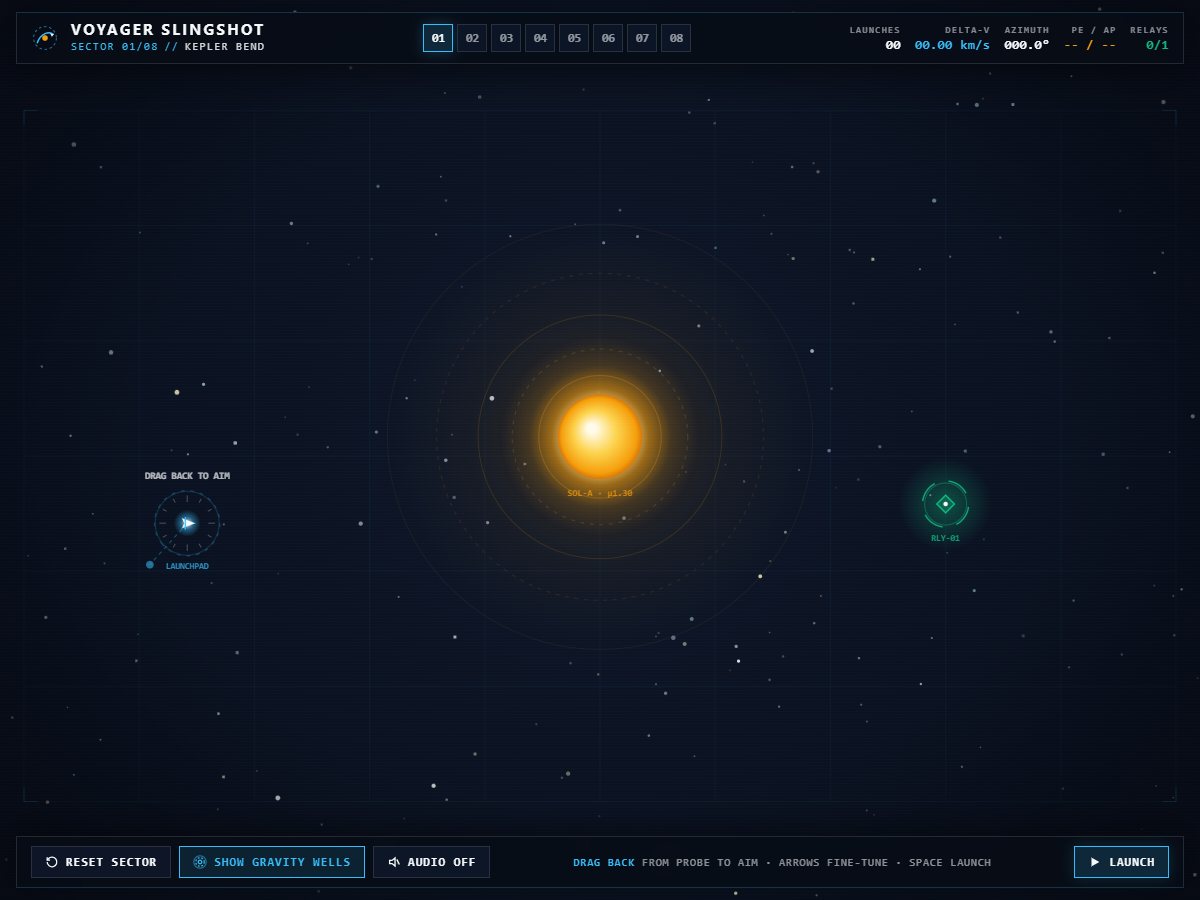 VOYAGER SLINGSHOT
SECTOR 01/08 // KEPLER BEND
01 02 03 04 05 06 07 08
LAUNCHES DELTA-V AZIMUTH PE / AP RELAYS
00 00.00 km/s 000.0° -- / -- 0/1
SOL-A · μ1.30
DRAG BACK TO AIM
LAUNCHPAD
RLY-01
RESET SECTOR
SHOW GRAVITY WELLS
AUDIO OFF
DRAG BACK FROM PROBE TO AIM · ARROWS FINE-TUNE · SPACE LAUNCH
LAUNCH